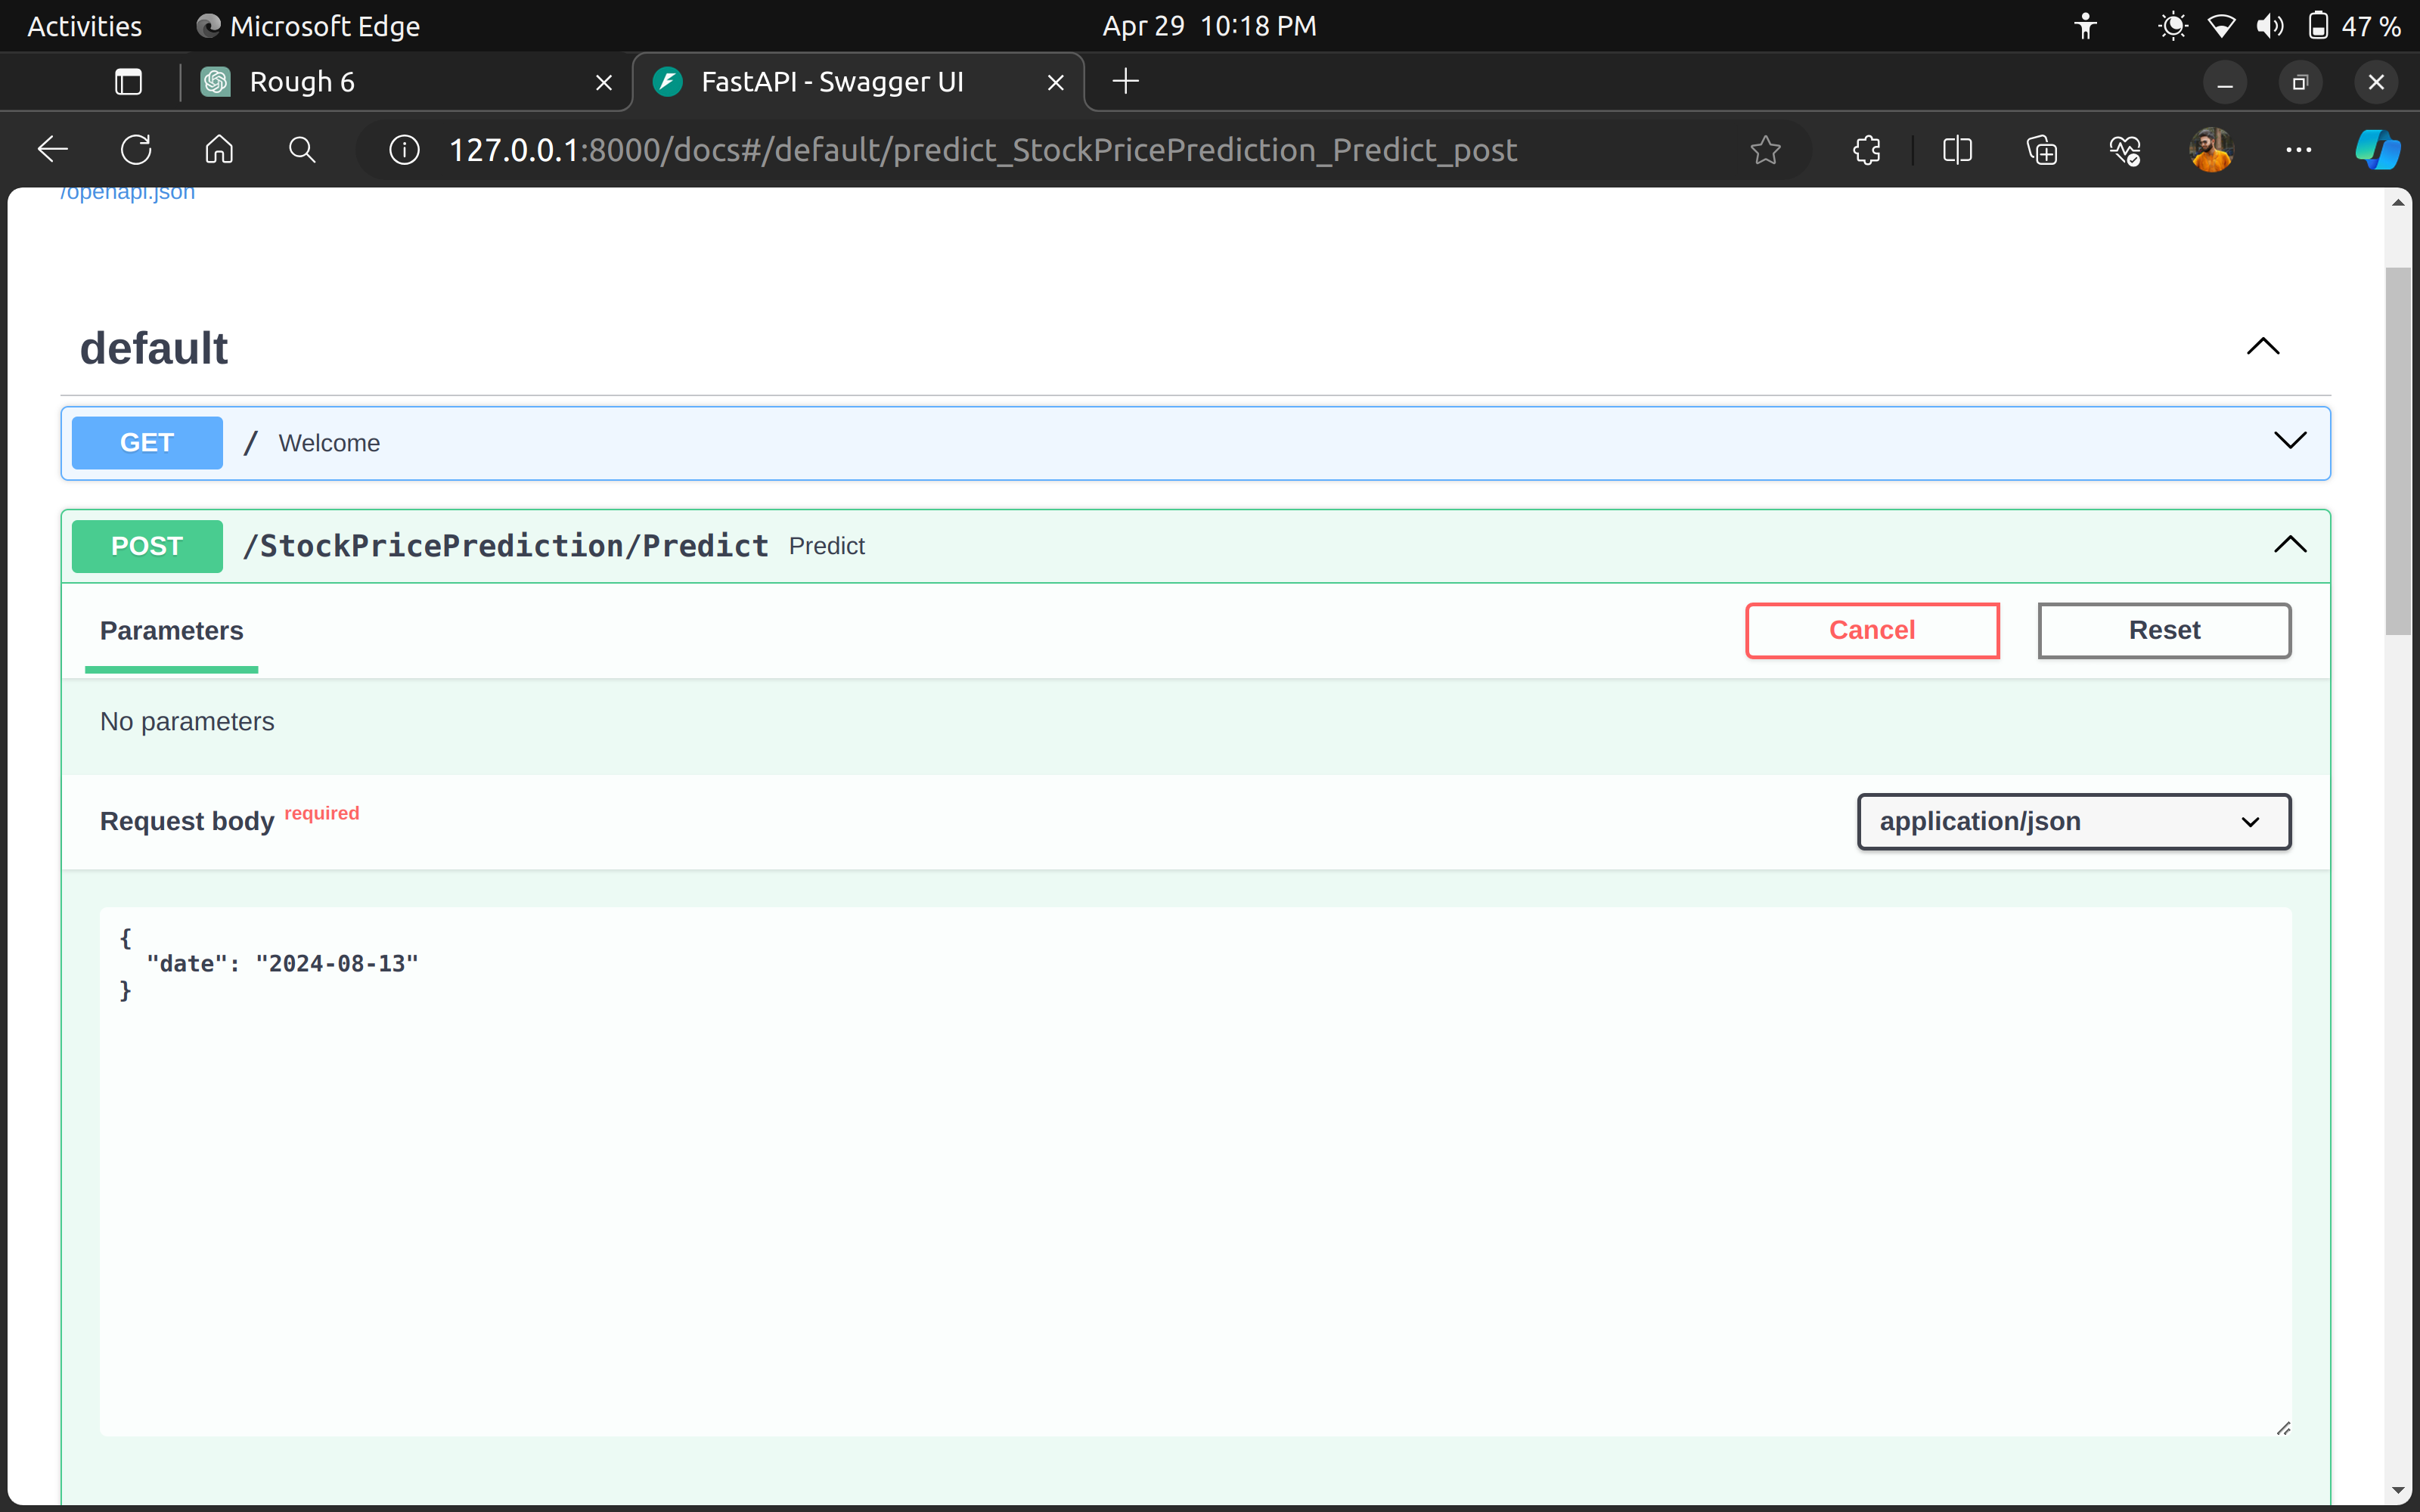 Activities Microsoft Edge Apr 29 10:18 PM 47 %
Rough 6 FastAPI - Swagger UI
127.0.0.1:8000/docs#/default/predict_StockPricePrediction_Predict_post
/openapi.json
default
GET / Welcome
POST /StockPricePrediction/Predict Predict
Parameters Cancel Reset
No parameters
Request body required application/json
{
"date": "2024-08-13"
}